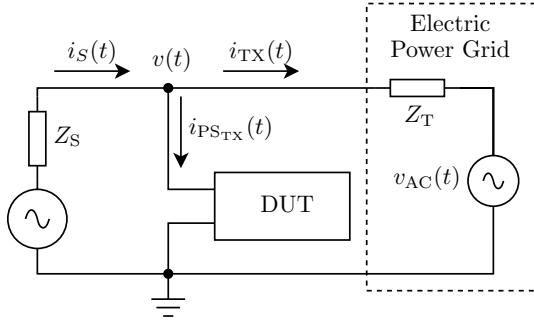 Electric
Power Grid
i_S(t)
v(t)
i_TX(t)
Z_S
i_PS_TX(t)
Z_T
v_AC(t)
DUT